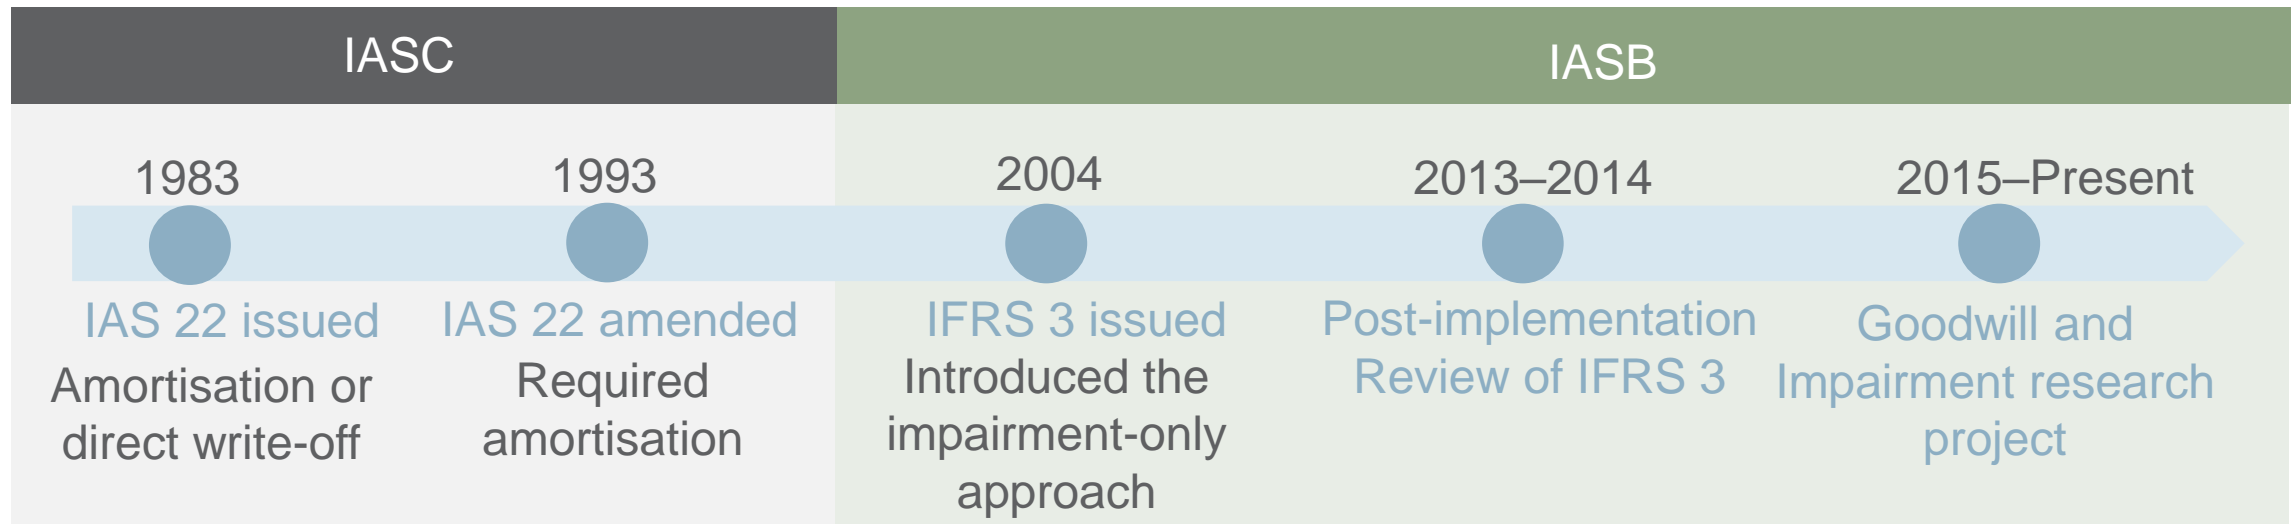 IASC
IASB
1983
IAS 22 issued
Amortisation or
direct write-off
1993
IAS 22 amended
Required
amortisation
2004
IFRS 3 issued
Introduced the
impairment-only
approach
2013–2014
Post-implementation
Review of IFRS 3
2015–Present
Goodwill and
Impairment research
project